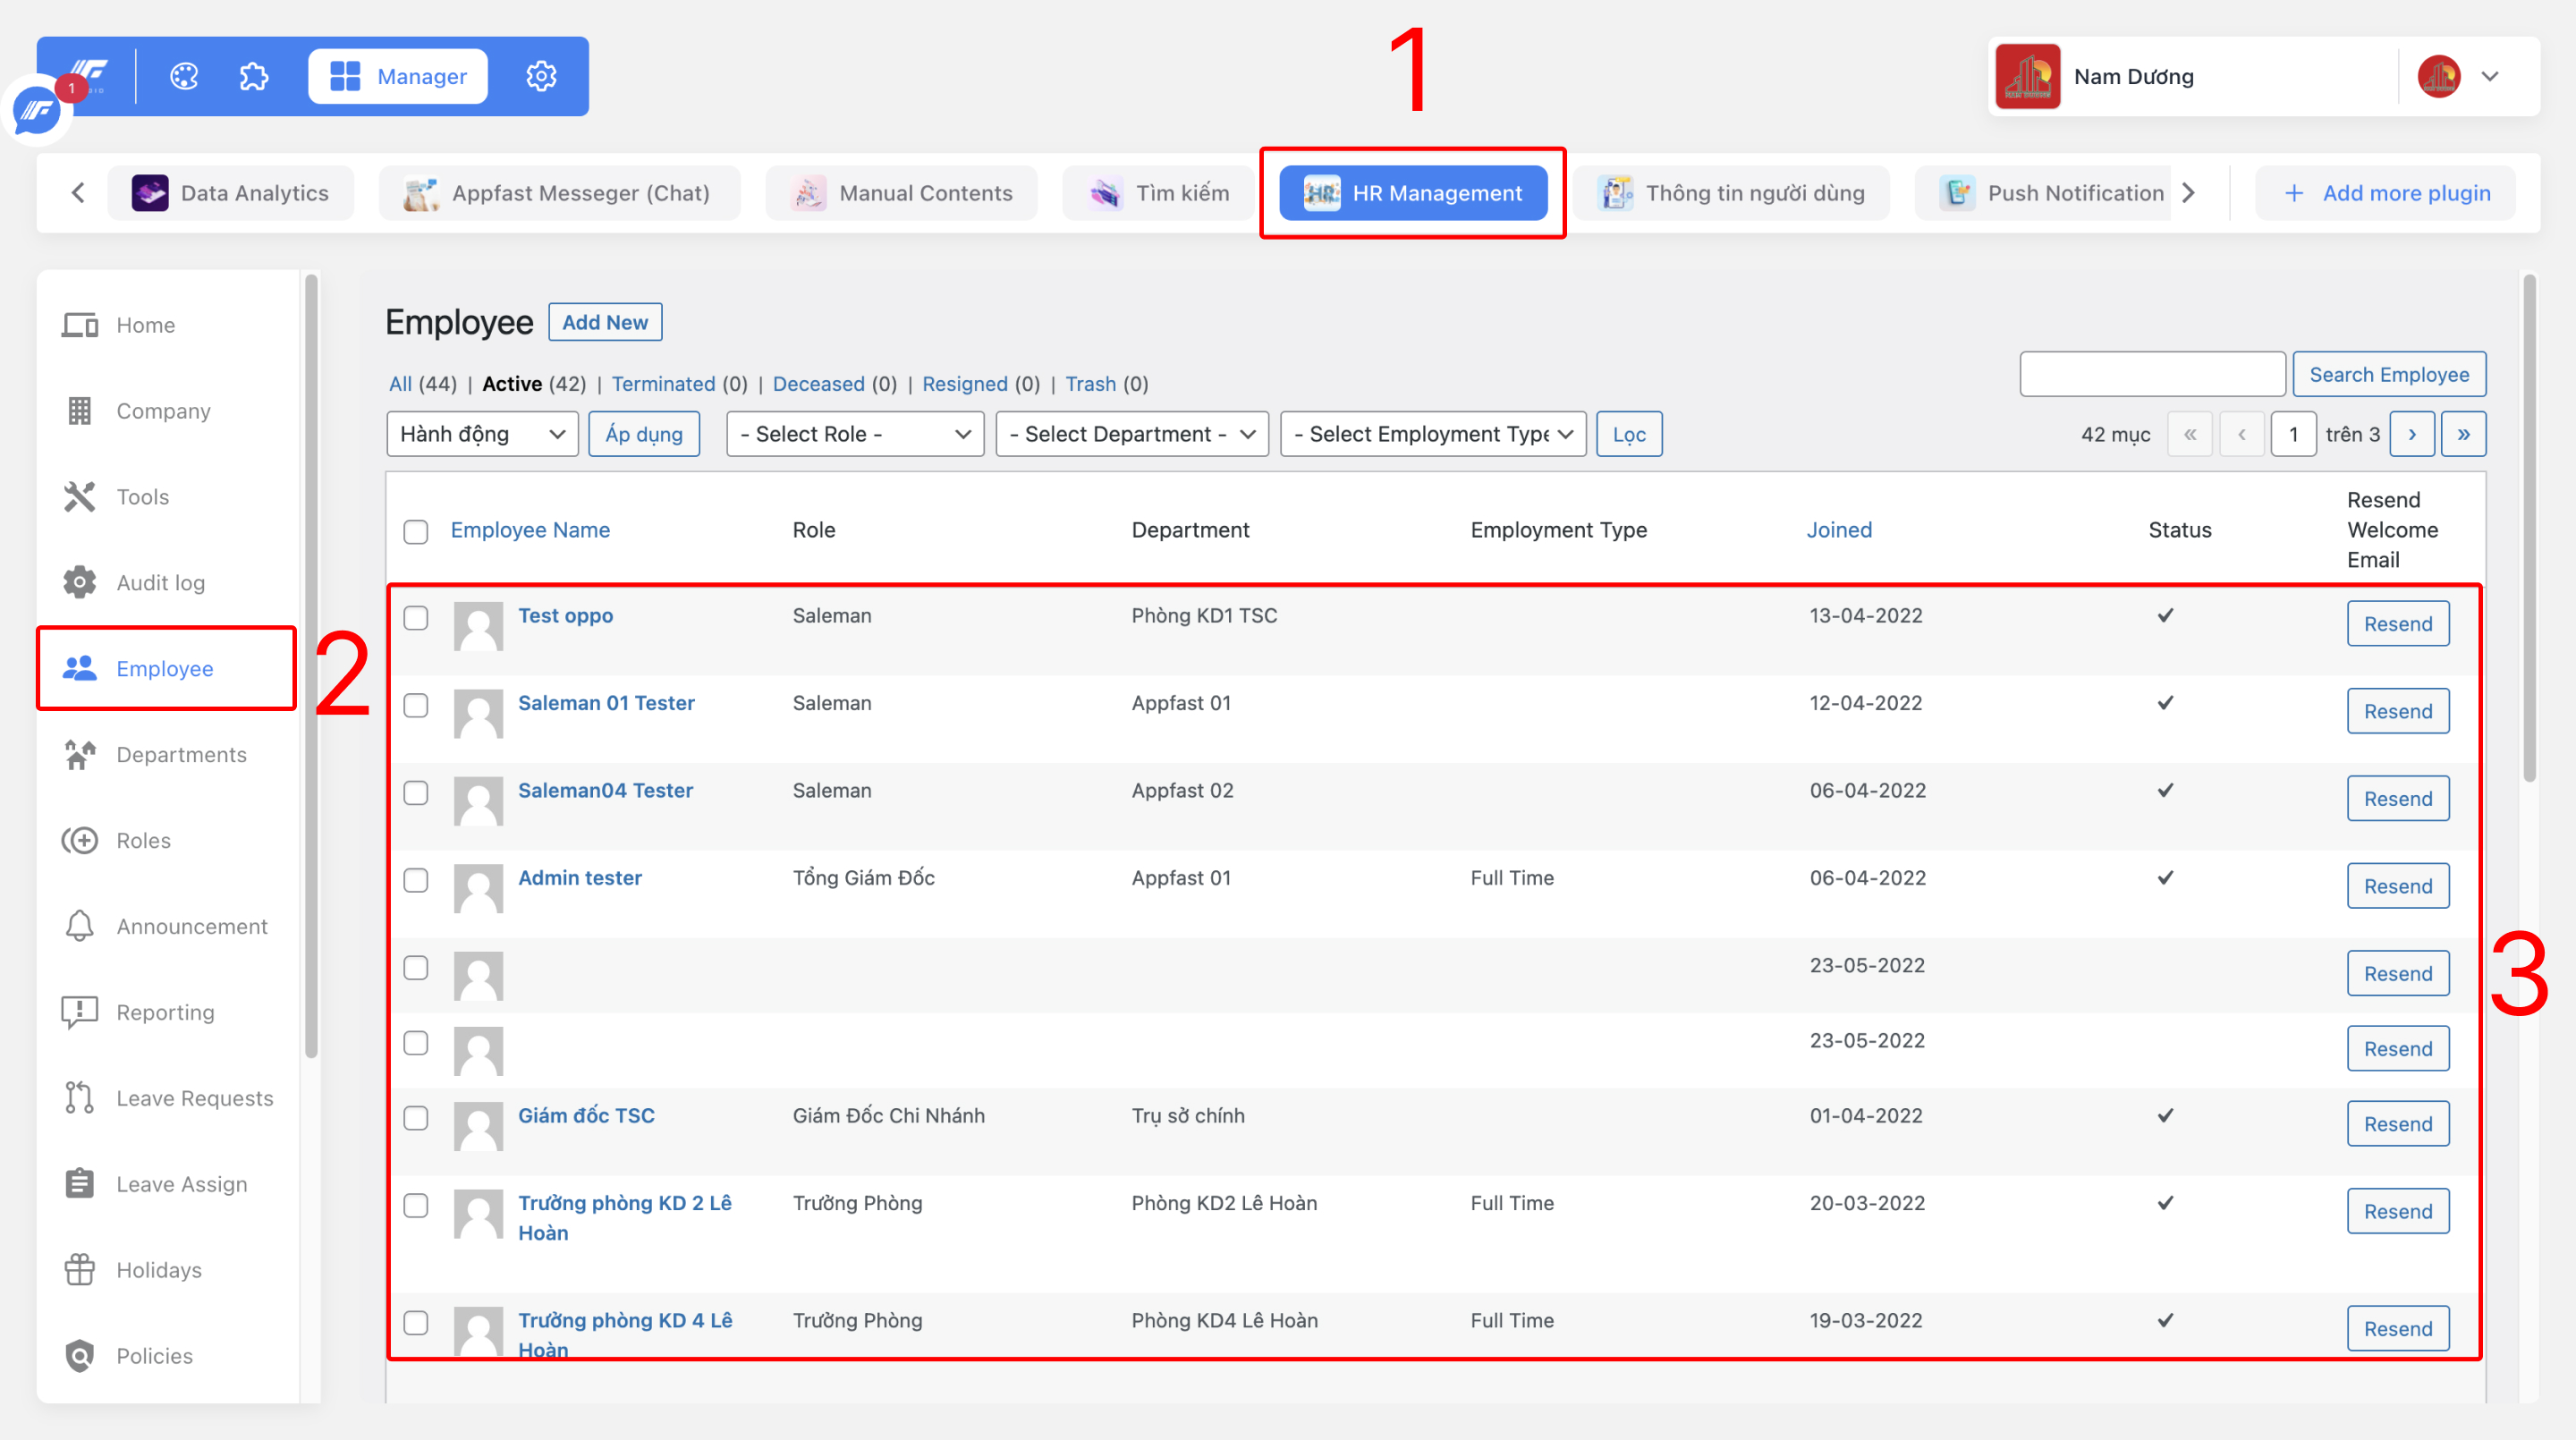 1
Manager
1
Nam Dương
Data Analytics
Appfast Messeger (Chat)
Manual Contents
Tìm kiếm
HR Management
Thông tin người dùng
Push Notification
+ Add more plugin
Home
Company
Tools
Audit log
Employee
2
Departments
Roles
Announcement
Reporting
Leave Requests
Leave Assign
Holidays
Policies
Employee Add New
All (44) | Active (42) | Terminated (0) | Deceased (0) | Resigned (0) | Trash (0)
Search Employee
Hành động Áp dụng - Select Role - - Select Department - - Select Employment Type Lọc 42 mục « ‹ 1 trên 3 › »
Employee Name Role Department Employment Type Joined Status Resend Welcome Email
Test oppo Saleman Phòng KD1 TSC 13-04-2022 ✔ Resend
Saleman 01 Tester Saleman Appfast 01 12-04-2022 ✔ Resend
Saleman04 Tester Saleman Appfast 02 06-04-2022 ✔ Resend
Admin tester Tổng Giám Đốc Appfast 01 Full Time 06-04-2022 ✔ Resend
23-05-2022 Resend
23-05-2022 Resend
3
Giám đốc TSC Giám Đốc Chi Nhánh Trụ sở chính 01-04-2022 ✔ Resend
Trưởng phòng KD 2 Lê Hoàn Trưởng Phòng Phòng KD2 Lê Hoàn Full Time 20-03-2022 ✔ Resend
Trưởng phòng KD 4 Lê Hoàn Trưởng Phòng Phòng KD4 Lê Hoàn Full Time 19-03-2022 ✔ Resend